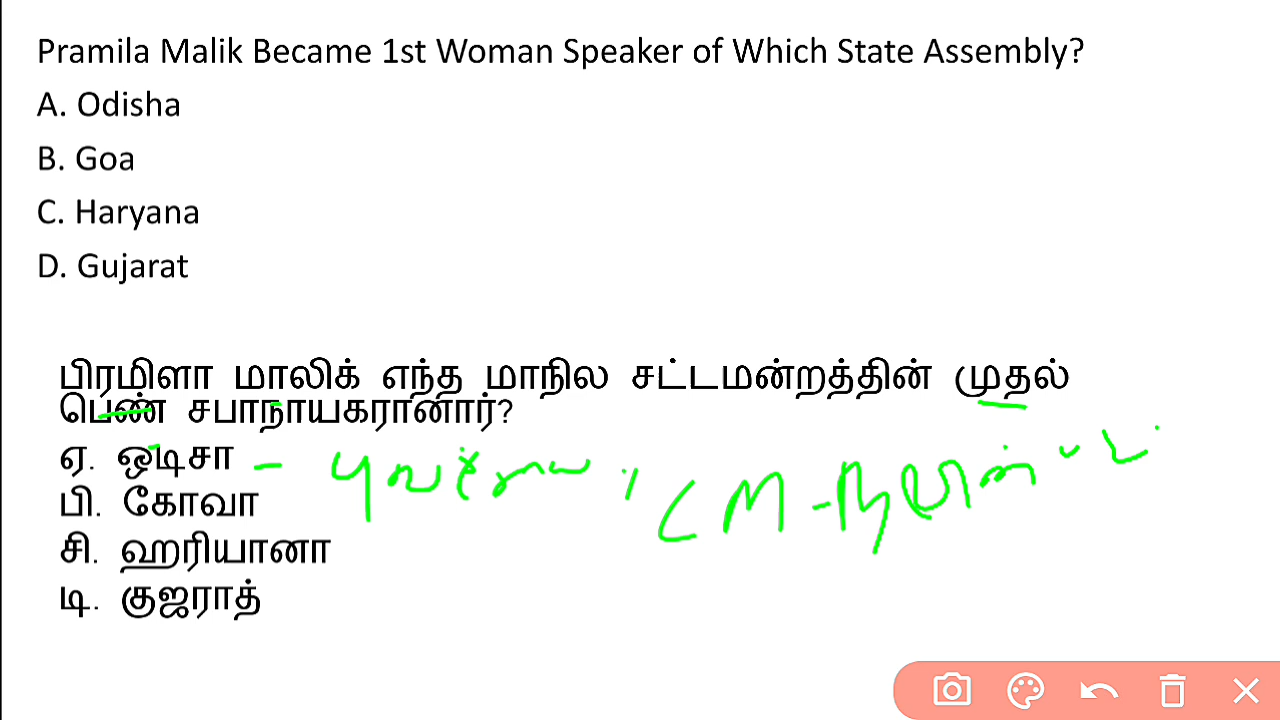 Pramila Malik Became 1st Woman Speaker of Which State Assembly?
A. Odisha
B. Goa
C. Haryana
D. Gujarat
பிரமிளா மாலிக் எந்த மாநில சட்டமன்றத்தின் முதல்
பெண் சபாநாயகரானார்?
ஏ. ஒடிசா - CM - நவீன்
பி. கோவா
சி. ஹரியானா
டி. குஜராத்